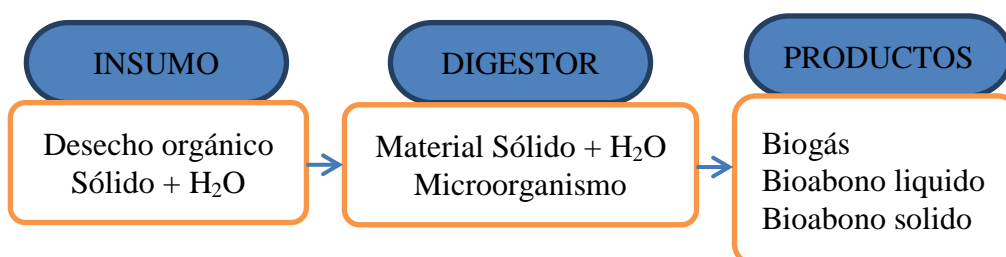 INSUMO
Desecho orgánico
Sólido + H₂O
DIGESTOR
Material Sólido + H₂O
Microorganismo
PRODUCTOS
Biogás
Bioabono liquido
Bioabono solido